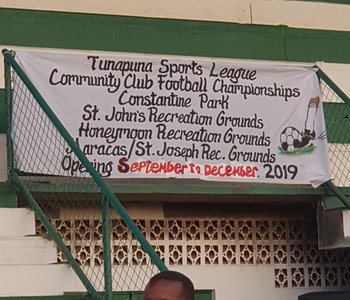 Tunapuna Sports League
Community Club Football Championships
Constantine Park
St. John's Recreation Grounds
Honeymoon Recreation Grounds
Maracas/St. Joseph Rec. Grounds
Opening September to December, 2019